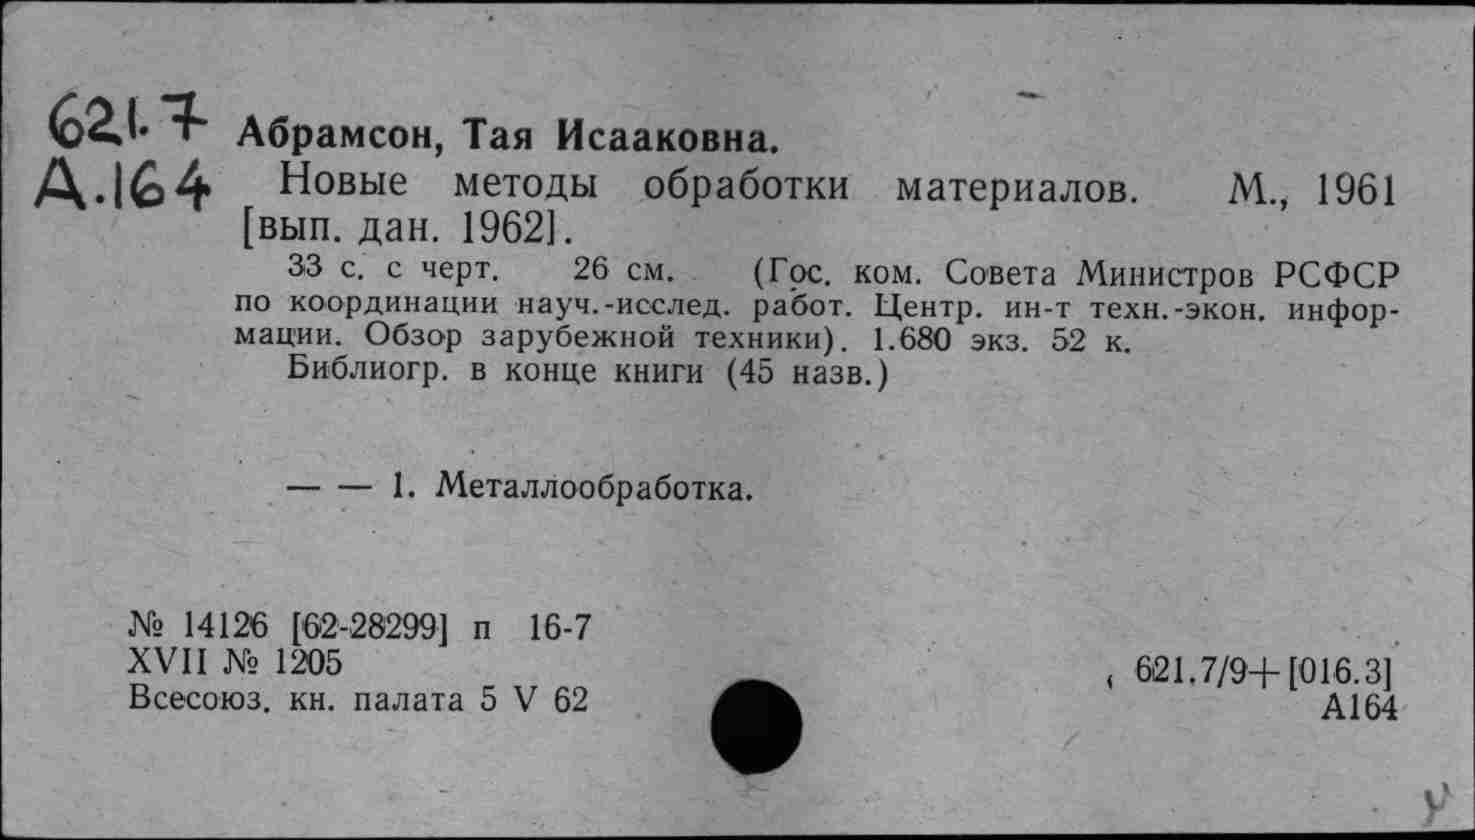 621.7 Абрамсон, Тая Исааковна.
А.164 Новые методы обработки материалов. М., 1961
[вып. дан. 1962].
33 с. с черт. 26 см. (Гос. ком. Совета Министров РСФСР
по координации науч.-исслед. работ. Центр. ин-т техн.-экон. инфор-
мации. Обзор зарубежной техники). 1.680 экз. 52 к.
Библиогр. в конце книги (45 назв.)
— — 1. Металлообработка.
№ 14126 [62-28299] п 16-7
XVII № 1205
Всесоюз. кн. палата 5 V 62
621.7/9+[016.3]
А164